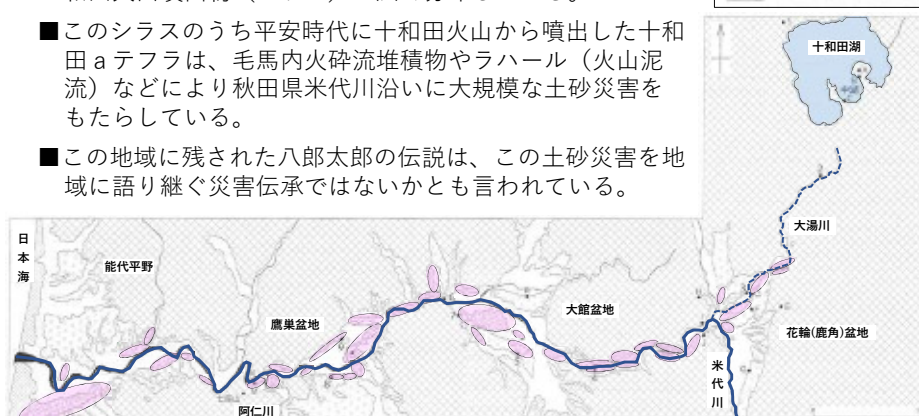 ■このシラスのうち平安時代に十和田火山から噴出した十和
田aテフラは、毛馬内火砕流堆積物やラハール（火山泥
流）などにより秋田県米代川沿いに大規模な土砂災害を
もたらしている。
■この地域に残された八郎太郎の伝説は、この土砂災害を地
域に語り継ぐ災害伝承ではないかとも言われている。
十和田湖
大湯川
日本海
能代平野
鷹巣盆地
大館盆地
花輪(鹿角)盆地
米代川
阿仁川